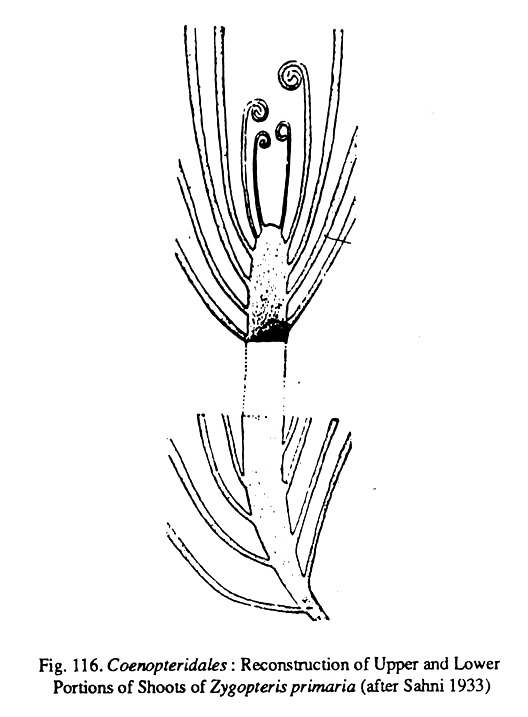 Fig. 116. Coenopteridales : Reconstruction of Upper and Lower
Portions of Shoots of Zygopteris primaria (after Sahni 1933)